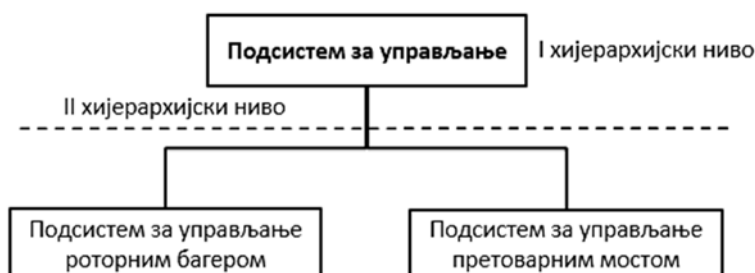 Подсистем за управљање
I хијерархијски ниво
II хијерархијски ниво
Подсистем за управљање
роторним багером
Подсистем за управљање
претоварним мостом